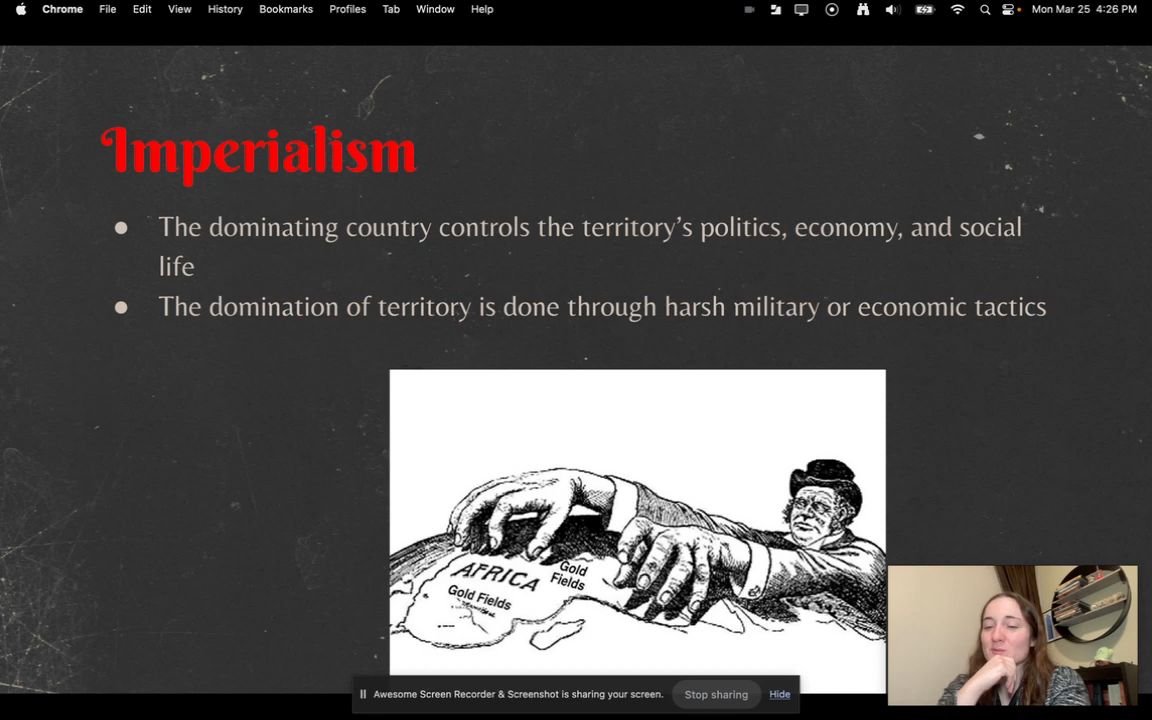 Chrome File Edit View History Bookmarks Profiles Tab Window Help Mon Mar 25 4:26 PM
Imperialism
● The dominating country controls the territory’s politics, economy, and social
life
● The domination of territory is done through harsh military or economic tactics
AFRICA
Gold
Fields
Gold Fields
Awesome Screen Recorder & Screenshot is sharing your screen. Stop sharing Hide